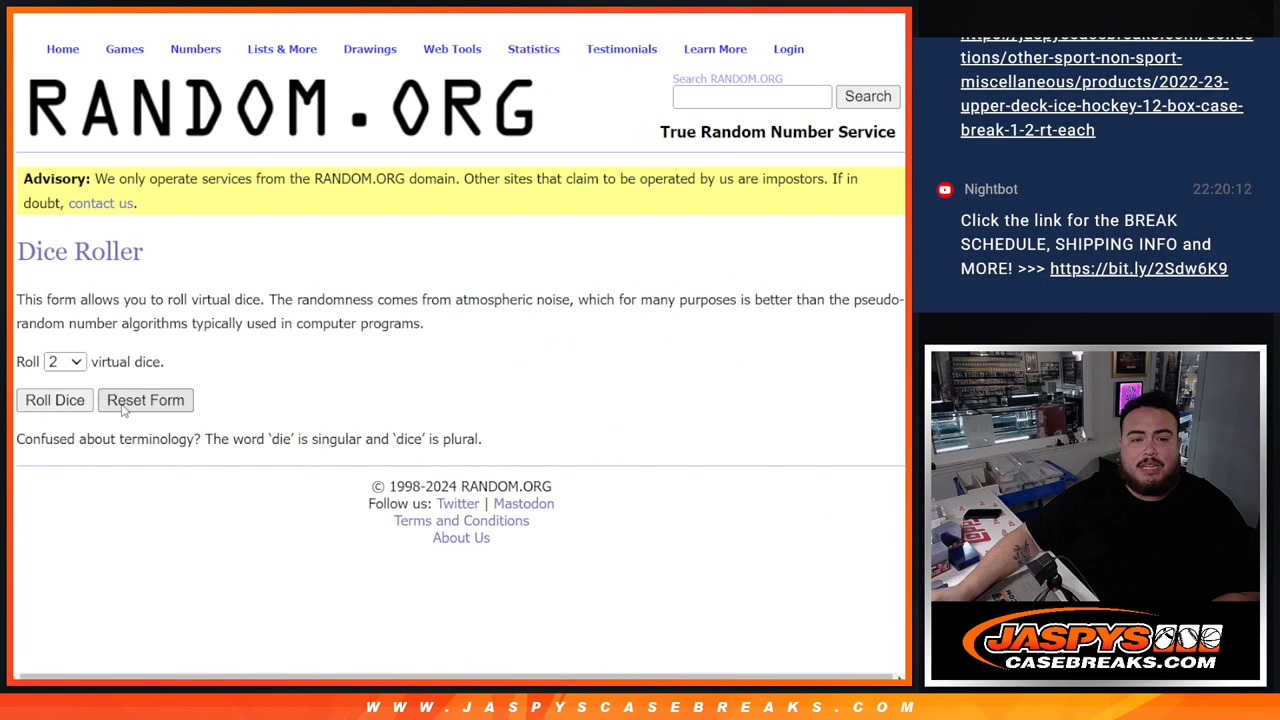 Home Games Numbers Lists & More Drawings Web Tools Statistics Testimonials Learn More Login
RANDOM.ORG
Search RANDOM.ORG
Search
True Random Number Service
Advisory: We only operate services from the RANDOM.ORG domain. Other sites that claim to be operated by us are impostors. If in
doubt, contact us.
Dice Roller
This form allows you to roll virtual dice. The randomness comes from atmospheric noise, which for many purposes is better than the pseudo-
random number algorithms typically used in computer programs.
Roll 2 virtual dice.
Roll Dice Reset Form
Confused about terminology? The word ‘die’ is singular and ‘dice’ is plural.
© 1998-2024 RANDOM.ORG
Follow us: Twitter | Mastodon
Terms and Conditions
About Us
https://jaspyscasebreaks.com/collec
tions/other-sport-non-sport-
miscellaneous/products/2022-23-
upper-deck-ice-hockey-12-box-case-
break-1-2-rt-each
Nightbot 22:20:12
Click the link for the BREAK
SCHEDULE, SHIPPING INFO and
MORE! >>> https://bit.ly/2Sdw6K9
JASPYS
CASEBREAKS.COM
WWW.JASPYSCASEBREAKS.COM